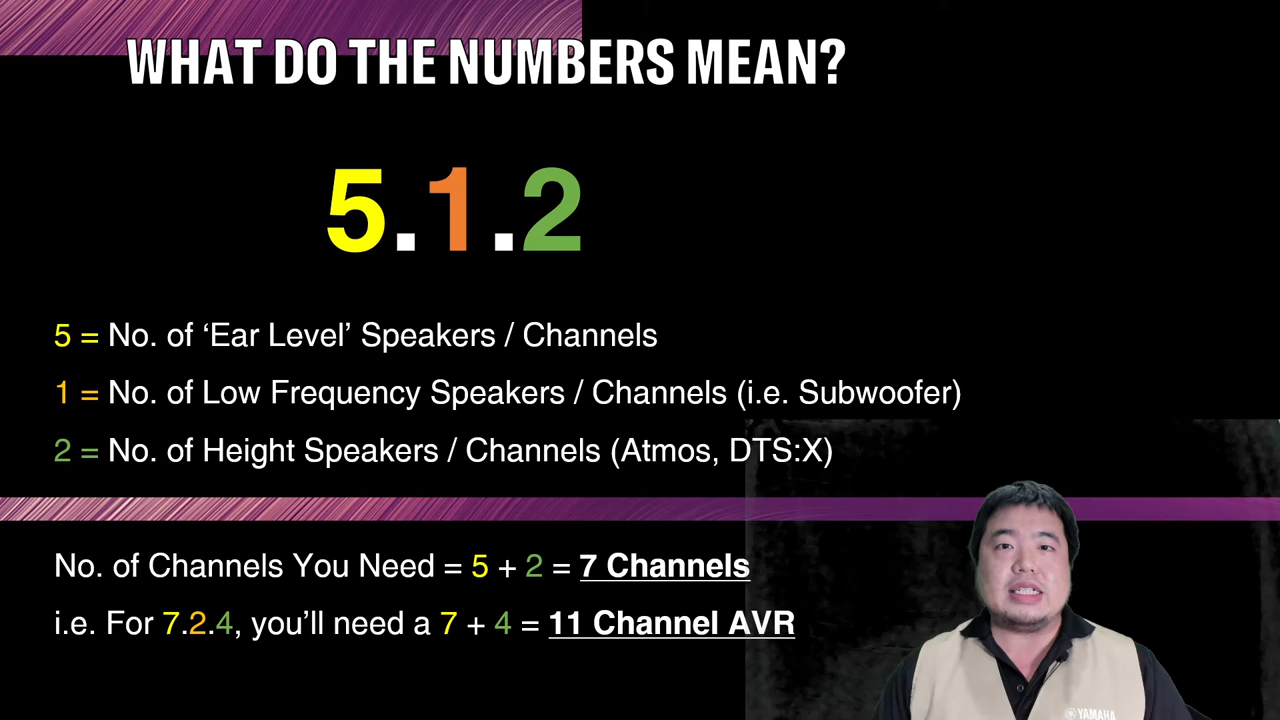 WHAT DO THE NUMBERS MEAN?
5.1.2
5 = No. of ‘Ear Level’ Speakers / Channels
1 = No. of Low Frequency Speakers / Channels (i.e. Subwoofer)
2 = No. of Height Speakers / Channels (Atmos, DTS:X)
No. of Channels You Need = 5 + 2 = 7 Channels
i.e. For 7.2.4, you’ll need a 7 + 4 = 11 Channel AVR
YAMAHA